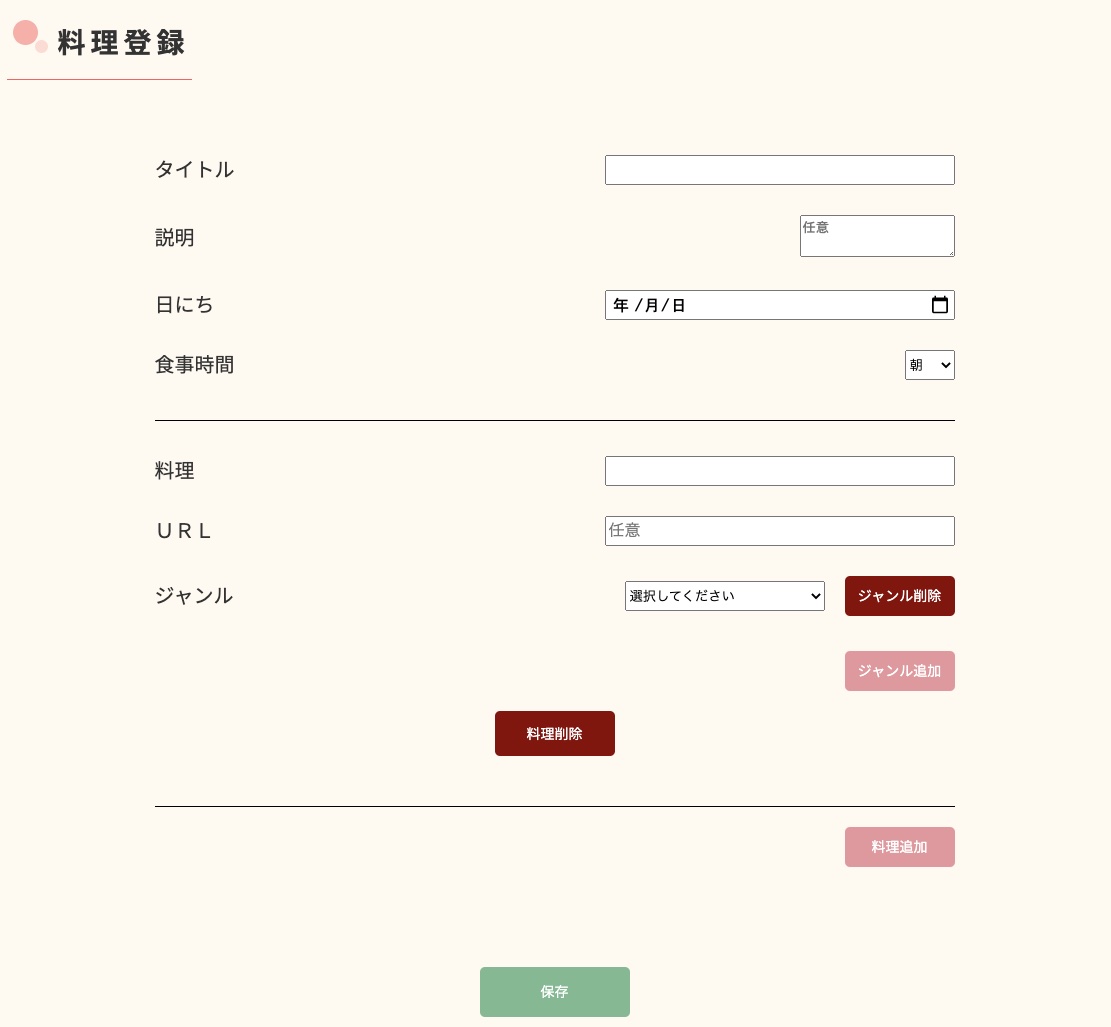 料理登録
タイトル
説明 任意
日にち 年 /月/日
食事時間 朝
料理
ＵＲＬ 任意
ジャンル 選択してください ジャンル削除
ジャンル追加
料理削除
料理追加
保存